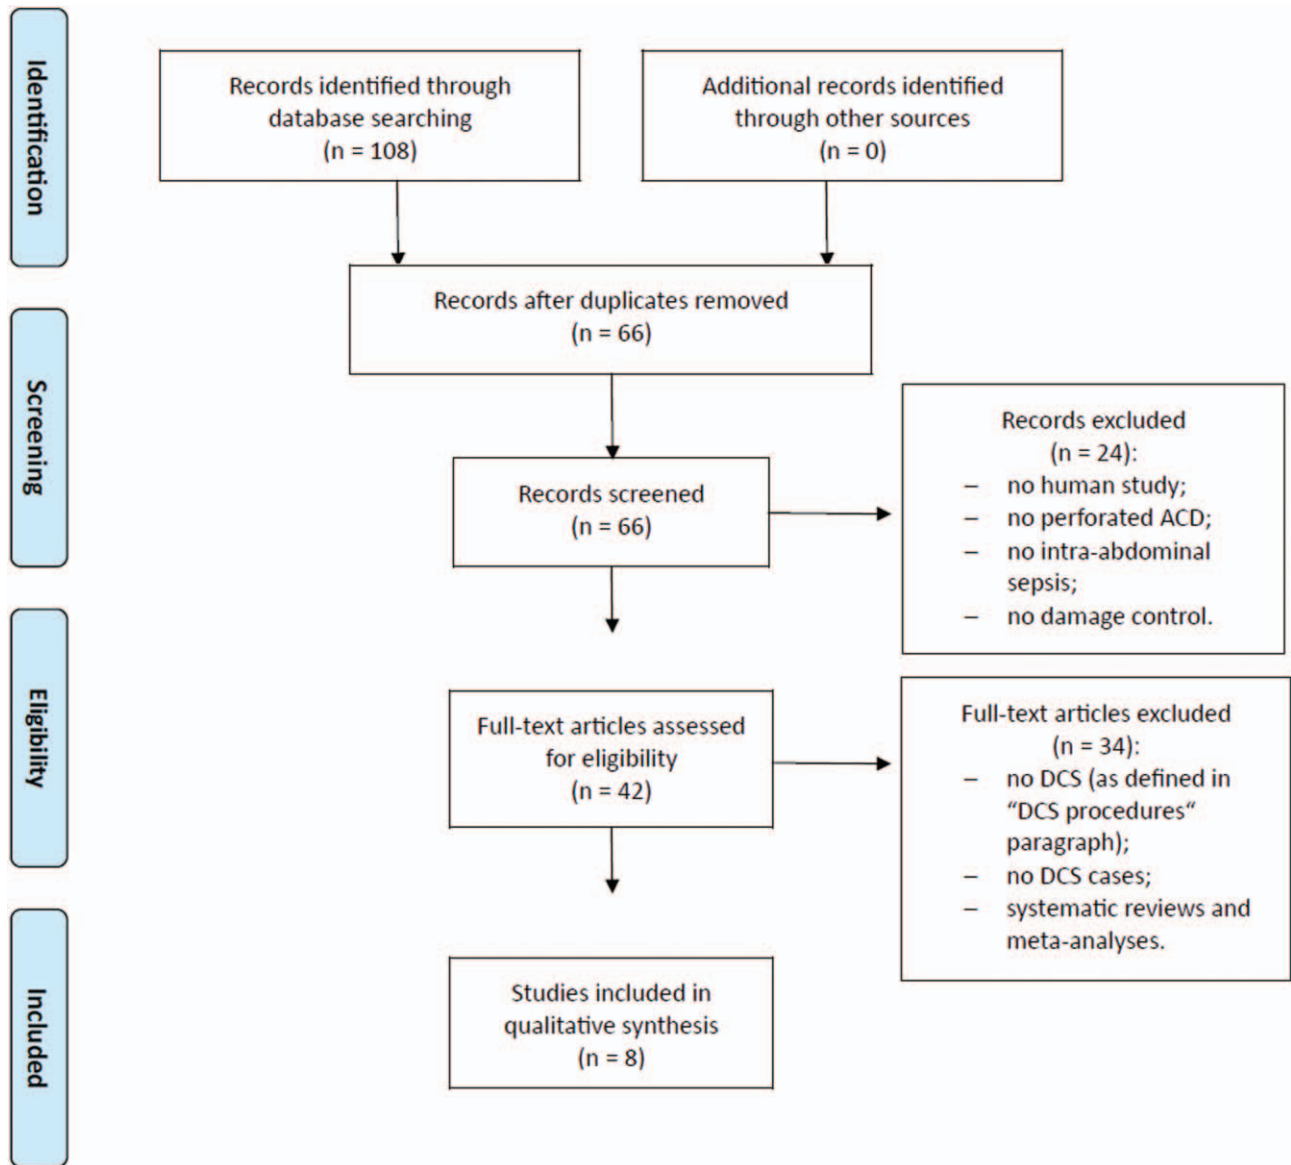 Identification
Records identified through
database searching
(n = 108)
Additional records identified
through other sources
(n = 0)
Records after duplicates removed
(n = 66)
Screening
Records screened
(n = 66)
Records excluded
(n = 24):
– no human study;
– no perforated ACD;
– no intra-abdominal
sepsis;
– no damage control.
Eligibility
Full-text articles assessed
for eligibility
(n = 42)
Full-text articles excluded
(n = 34):
– no DCS (as defined in
“DCS procedures“
paragraph);
– no DCS cases;
– systematic reviews and
meta-analyses.
Included
Studies included in
qualitative synthesis
(n = 8)